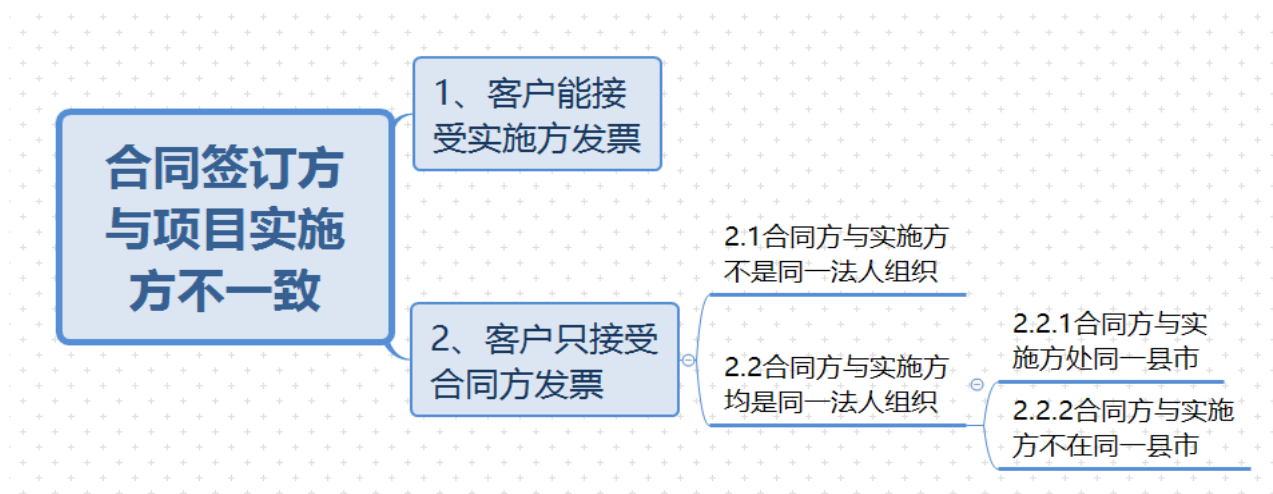 合同签订方
与项目实施
方不一致
1、客户能接
受实施方发票
2、客户只接受
合同方发票
2.1合同方与实施方
不是同一法人组织
2.2合同方与实施方
均是同一法人组织
2.2.1合同方与实
施方处同一县市
2.2.2合同方与实施
方不在同一县市